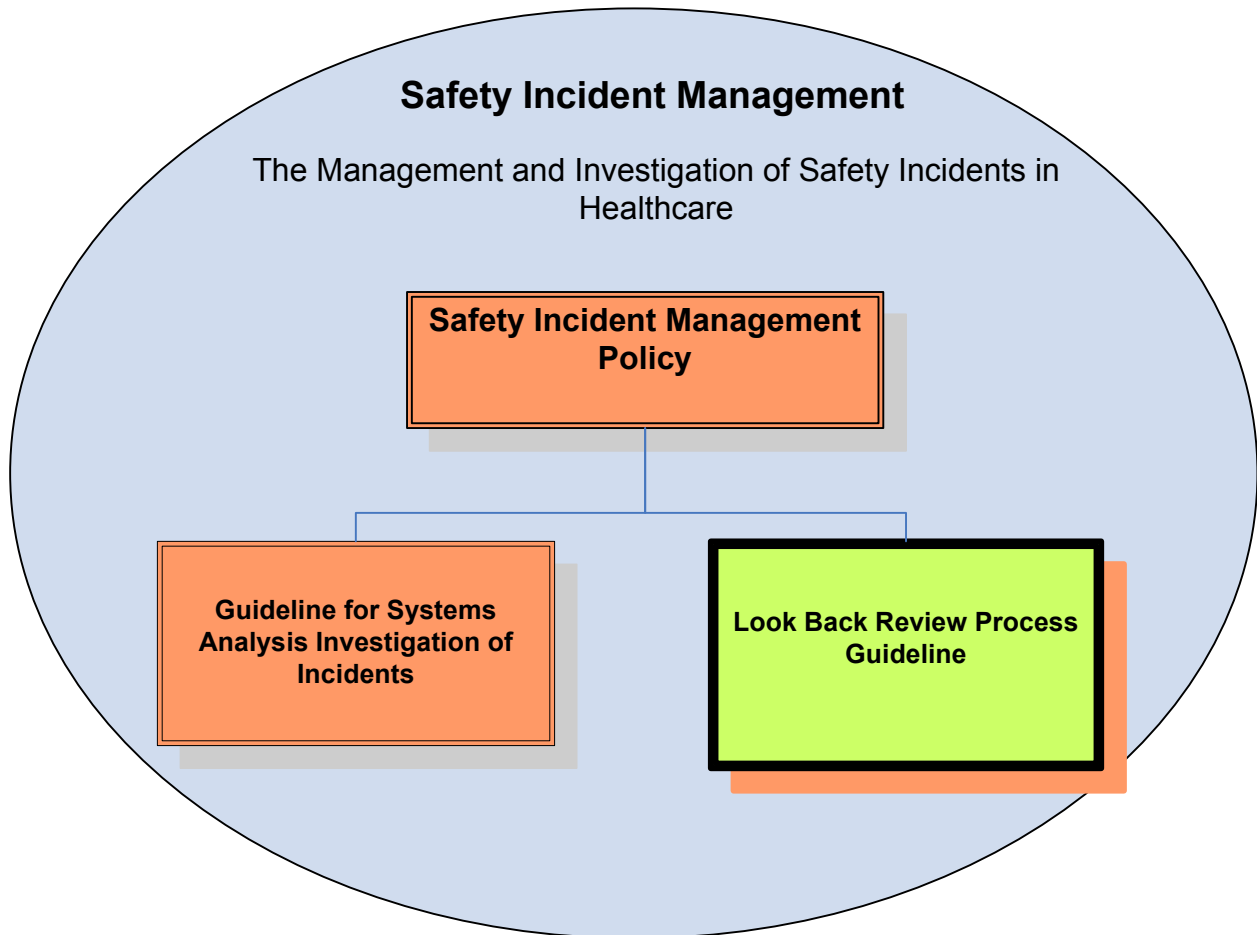 Safety Incident Management
The Management and Investigation of Safety Incidents in
Healthcare
Safety Incident Management
Policy
Guideline for Systems
Analysis Investigation of
Incidents
Look Back Review Process
Guideline